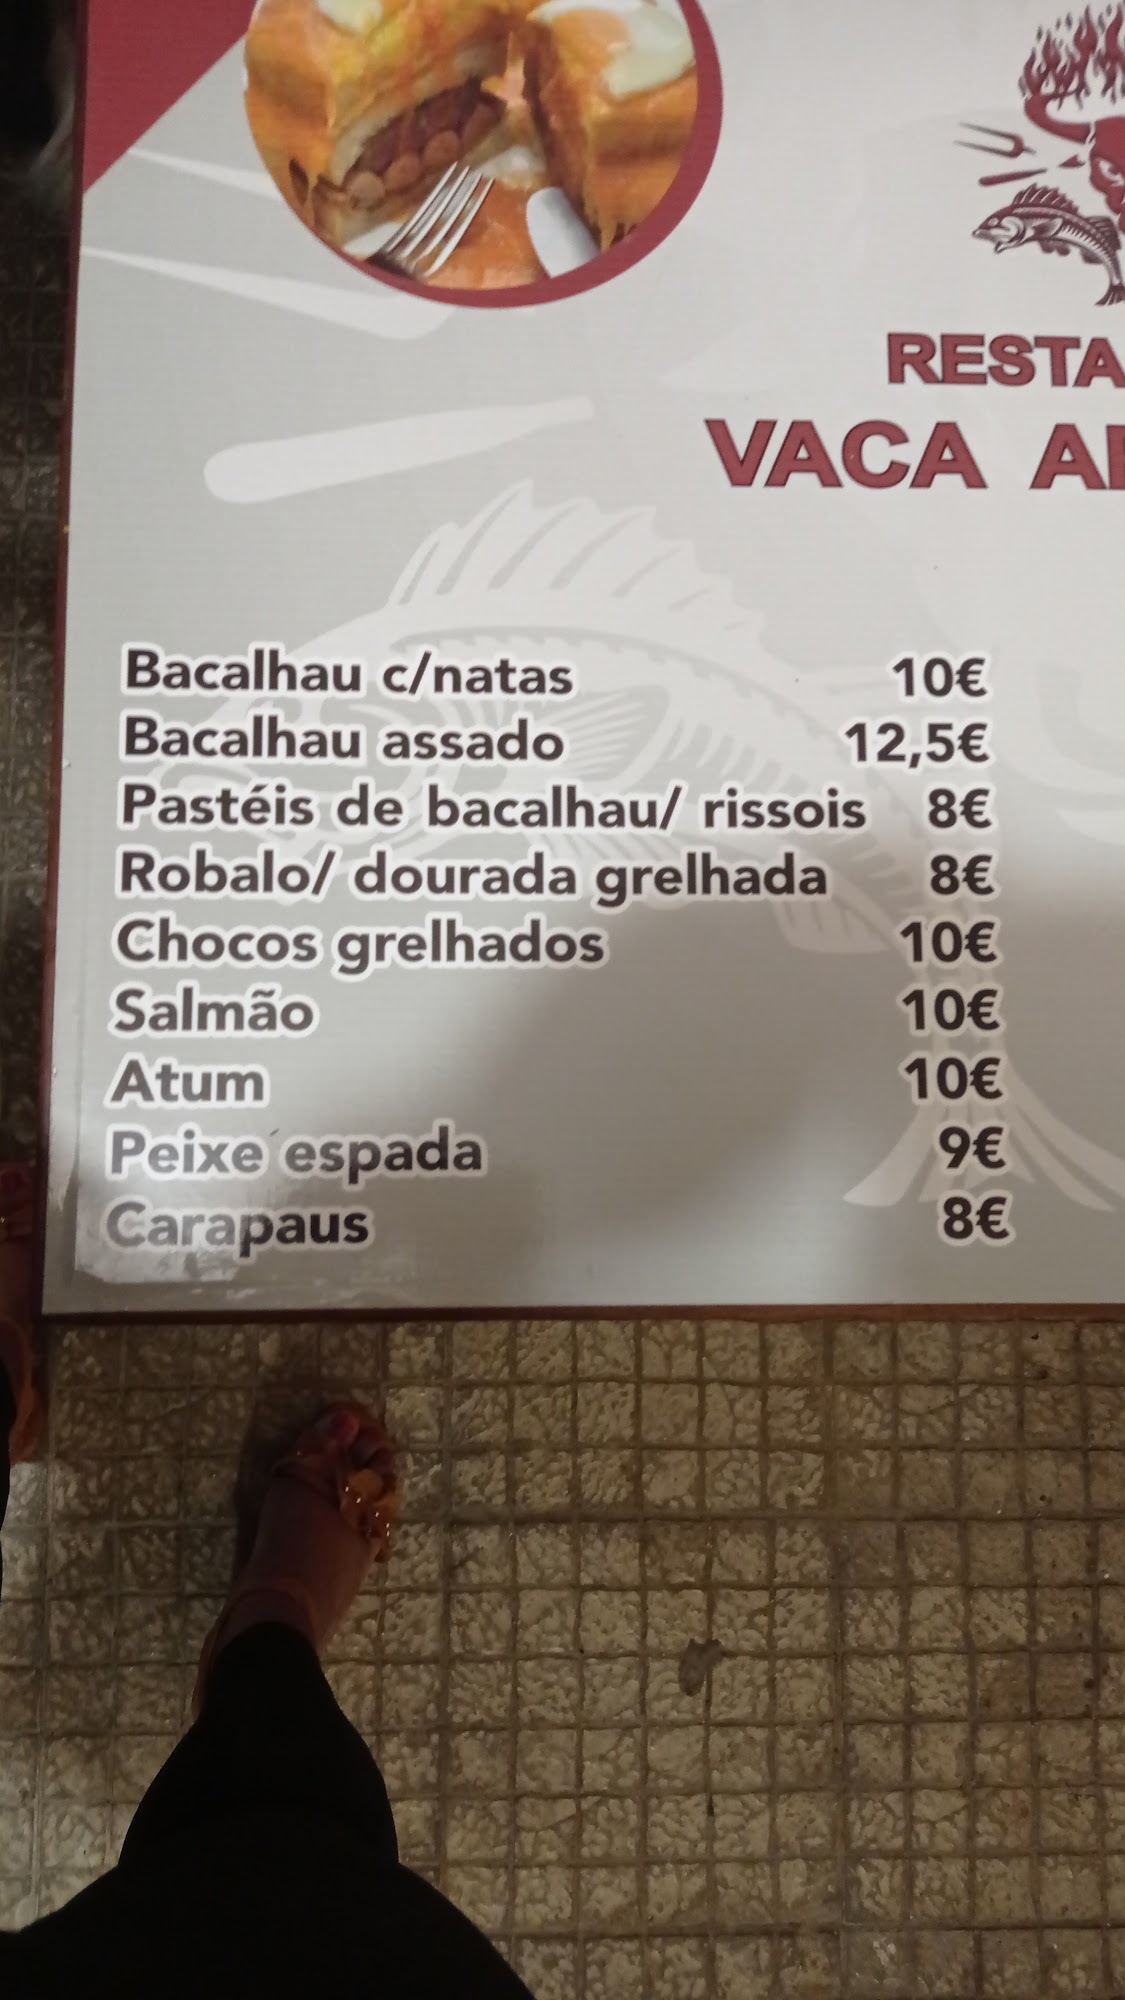 RESTA
VACA A
Bacalhau c/natas 10€
Bacalhau assado 12,5€
Pastéis de bacalhau/ rissois 8€
Robalo/ dourada grelhada 8€
Chocos grelhados 10€
Salmão 10€
Atum 10€
Peixe espada 9€
Carapaus 8€